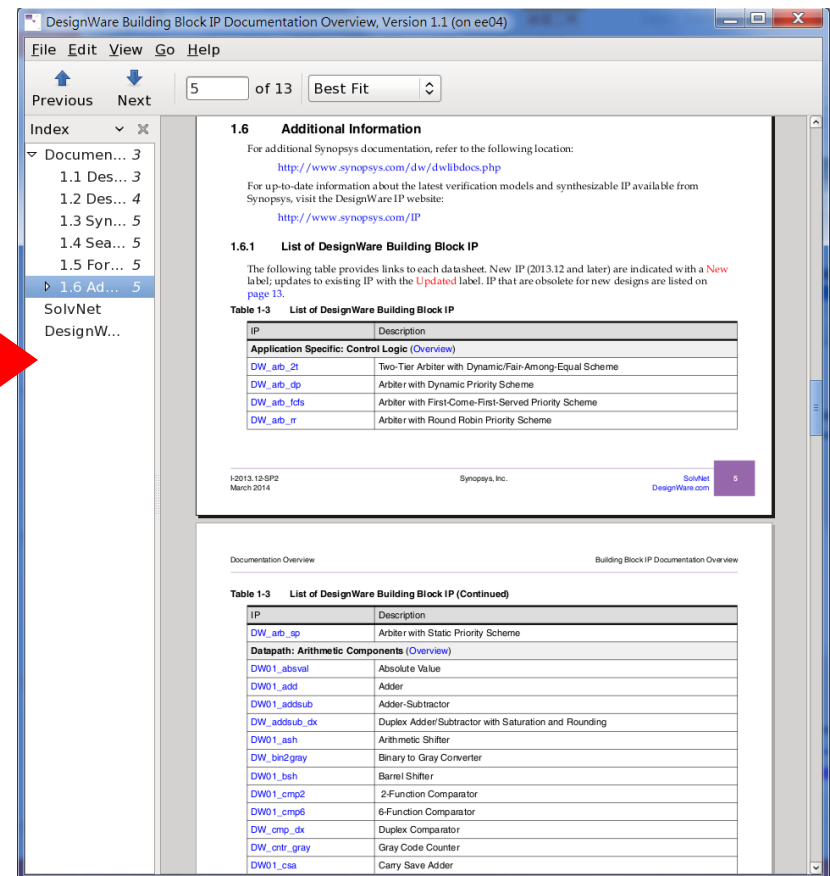 DesignWare Building Block IP Documentation Overview, Version 1.1 (on ee04)
File Edit View Go Help
Previous Next 5 of 13 Best Fit
Index
Documen... 3
1.1 Des... 3
1.2 Des... 4
1.3 Syn... 5
1.4 Sea... 5
1.5 For... 5
1.6 Ad... 5
SolvNet
DesignW...
1.6 Additional Information
For additional Synopsys documentation, refer to the following location:
http://www.synopsys.com/dw/dwlibdocs.php
For up-to-date information about the latest verification models and synthesizable IP available from
Synopsys, visit the DesignWare IP website:
http://www.synopsys.com/IP
1.6.1 List of DesignWare Building Block IP
The following table provides links to each datasheet. New IP (2013.12 and later) are indicated with a New
label; updates to existing IP with the Updated label. IP that are obsolete for new designs are listed on
page 13.
Table 1-3 List of DesignWare Building Block IP
IP Description
Application Specific: Control Logic (Overview)
DW_arb_2t Two-Tier Arbiter with Dynamic/Fair-Among-Equal Scheme
DW_arb_dp Arbiter with Dynamic Priority Scheme
DW_arb_fcfs Arbiter with First-Come-First-Served Priority Scheme
DW_arb_rr Arbiter with Round Robin Priority Scheme
I-2013.12-SP2 Synopsys, Inc. SolvNet 5
March 2014 DesignWare.com
Documentation Overview Building Block IP Documentation Overview
Table 1-3 List of DesignWare Building Block IP (Continued)
IP Description
DW_arb_sp Arbiter with Static Priority Scheme
Datapath: Arithmetic Components (Overview)
DW01_absval Absolute Value
DW01_add Adder
DW01_addsub Adder-Subtractor
DW_addsub_dx Duplex Adder/Subtractor with Saturation and Rounding
DW01_ash Arithmetic Shifter
DW_bin2gray Binary to Gray Converter
DW01_bsh Barrel Shifter
DW01_cmp2 2-Function Comparator
DW01_cmp6 6-Function Comparator
DW_cmp_dx Duplex Comparator
DW_cntr_gray Gray Code Counter
DW01_csa Carry Save Adder